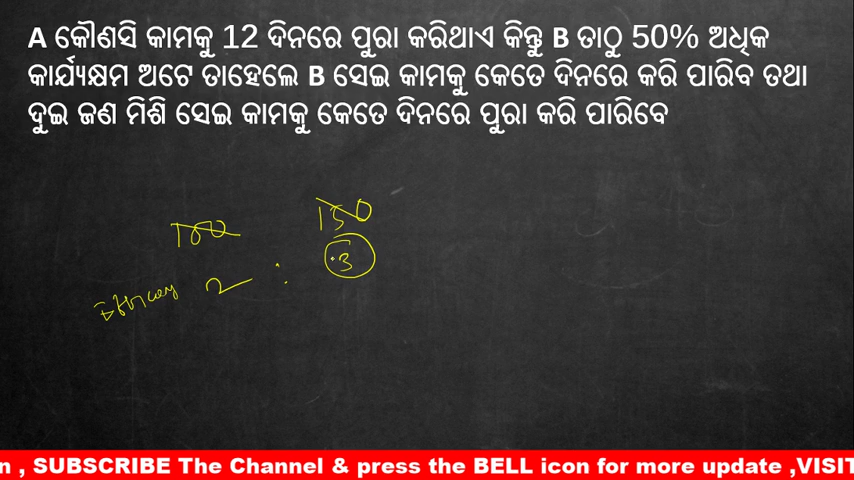 A କୌଣସି କାମକୁ 12 ଦିନରେ ପୁରା କରିଥାଏ କିନ୍ତୁ B ତାଠୁ 50% ଅଧିକ
କାର୍ଯ୍ୟକ୍ଷମ ଅଟେ ତାହେଲେ B ସେଇ କାମକୁ କେତେ ଦିନରେ କରି ପାରିବ ତଥା
ଦୁଇ ଜଣ ମିଶି ସେଇ କାମକୁ କେତେ ଦିନରେ ପୁରା କରି ପାରିବେ
100 150
2 : 3
n , SUBSCRIBE The Channel & press the BELL icon for more update ,VISIT